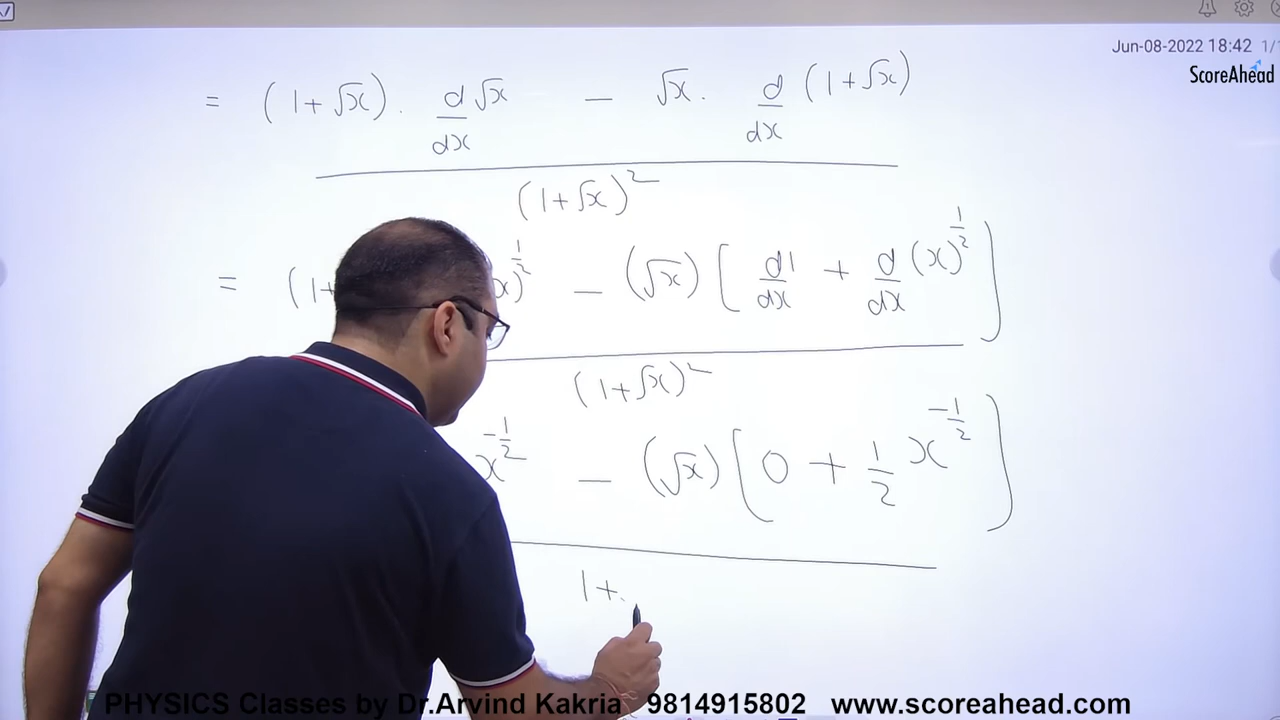 Jun-08-2022 18:42 1/
ScoreAhead
= (1+√x) . d/dx √x − √x . d/dx (1+√x)
(1+√x)²
= (1+ x)^1/2 − (√x) [ d1/dx + d/dx (x)^1/2 ]
(1+√x)²
x^-1/2 − (√x) [ 0 + 1/2 x^-1/2 ]
1+
PHYSICS Classes by Dr.Arvind Kakria 9814915802 www.scoreahead.com